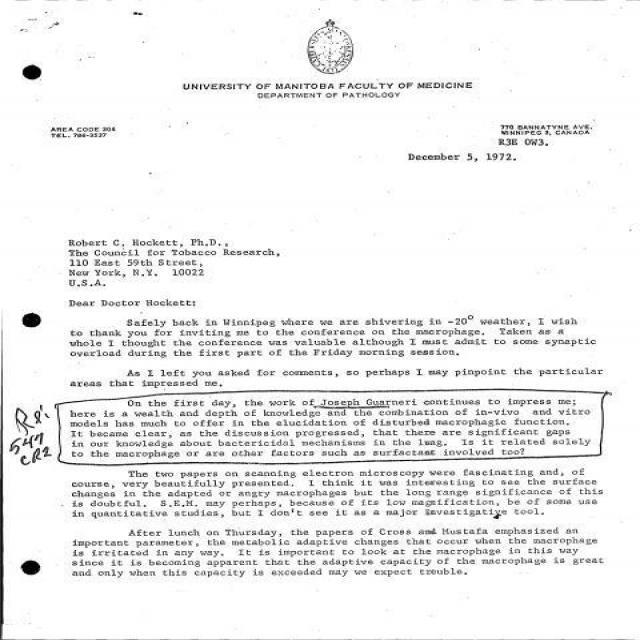 UNIVERSITY OF MANITOBA FACULTY OF MEDICINE
DEPARTMENT OF PATHOLOGY
AREA CODE 204
TEL. 786-3537
770 BANNATYNE AVE.
WINNIPEG 3, CANADA
R3E 0W3.
December 5, 1972.
Robert C. Hockett, Ph.D.,
The Council for Tobacco Research,
110 East 59th Street,
New York, N.Y. 10022
U.S.A.
Dear Doctor Hockett:
Safely back in Winnipeg where we are shivering in -20° weather, I wish
to thank you for inviting me to the conference on the macrophage. Taken as a
whole I thought the conference was valuable although I must admit to some synaptic
overload during the first part of the Friday morning session.
As I left you asked for comments, so perhaps I may pinpoint the particular
areas that impressed me.
On the first day, the work of Joseph Guarneri continues to impress me;
here is a wealth and depth of knowledge and the combination of in-vivo and vitro
models has much to offer in the elucidation of disturbed macrophagic function.
It became clear, as the discussion progressed, that there are significant gaps
in our knowledge about bactericidal mechanisms in the lung. Is it related solely
to the macrophage or are other factors such as surfactant involved too?
Re:
547
CR2
The two papers on scanning electron microscopy were fascinating and, of
course, very beautifully presented. I think it was interesting to see the surface
changes in the adapted or angry macrophages but the long range significance of this
is doubtful. S.E.M. may perhaps, because of its low magnification, be of some use
in quantitative studies, but I don't see it as a major investigative tool.
After lunch on Thursday, the papers of Cross and Mustafa emphasized an
important parameter, the metabolic adaptive changes that occur when the macrophage
is irritated in any way. It is important to look at the macrophage in this way
since it is becoming apparent that the adaptive capacity of the macrophage is great
and only when this capacity is exceeded may we expect trouble.